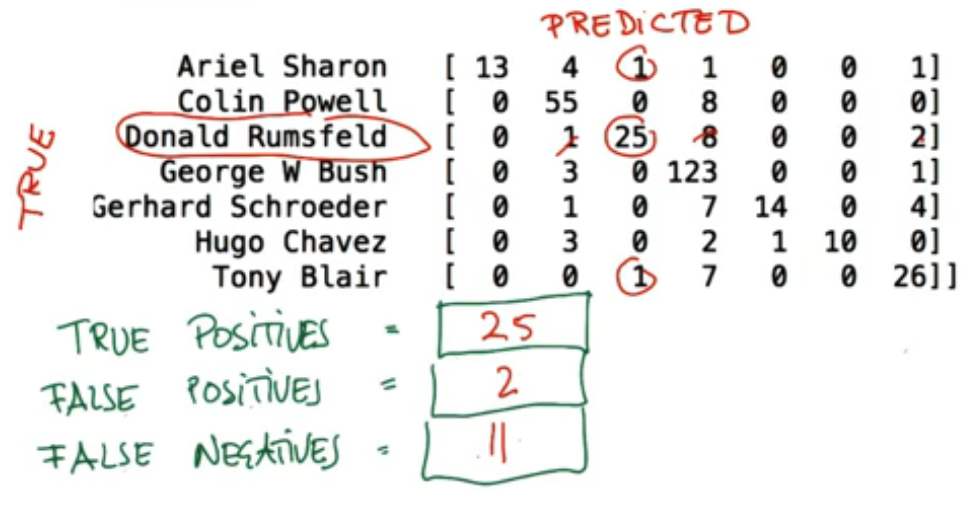 PREDICTED
Ariel Sharon [ 13 4 1 1 0 0 1]
Colin Powell [ 0 55 0 8 0 0 0]
TRUE
Donald Rumsfeld [ 0 1 25 8 0 0 2]
George W Bush [ 0 3 0 123 0 0 1]
Gerhard Schroeder [ 0 1 0 7 14 0 4]
Hugo Chavez [ 0 3 0 2 1 10 0]
Tony Blair [ 0 0 1 7 0 0 26]]
TRUE POSITIVES = 25
FALSE POSITIVES = 2
FALSE NEGATIVES = 11